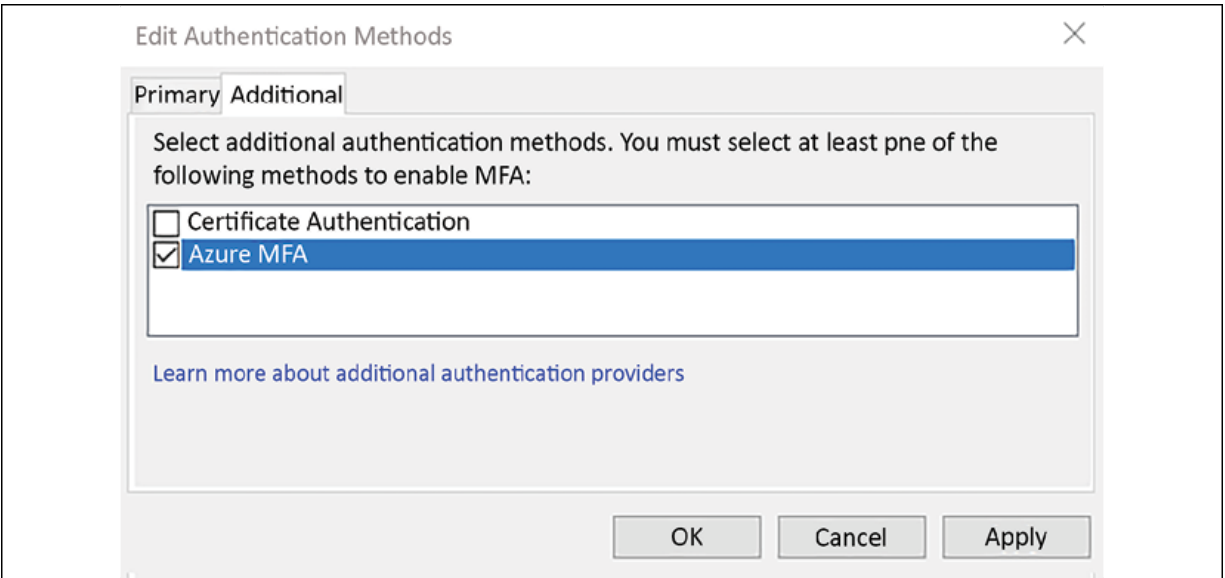 Edit Authentication Methods
Primary Additional
Select additional authentication methods. You must select at least pne of the
following methods to enable MFA:
Certificate Authentication
Azure MFA
Learn more about additional authentication providers
OK Cancel Apply